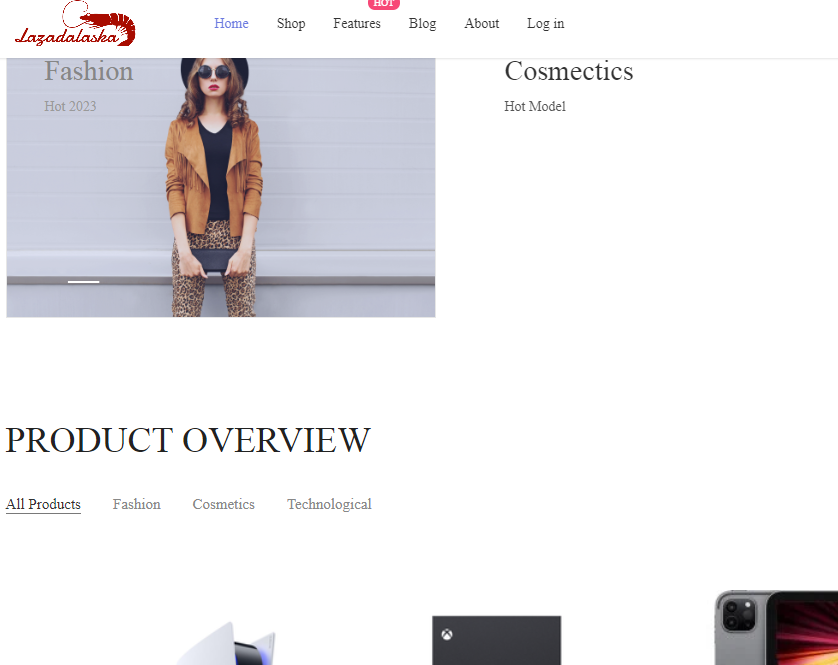 Lazadalaska
Home Shop Features Blog About Log in
HOT
Fashion
Hot 2023
Cosmectics
Hot Model
PRODUCT OVERVIEW
All Products Fashion Cosmetics Technological